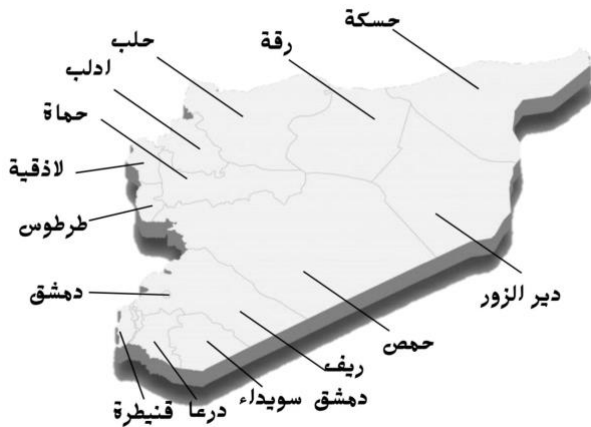 حسكة
رقة
حلب
ادلب
حماة
لاذقية
طرطوس
دمشق
دير الزور
حمص
ريف
دمشق سويداء
درعا قنيطرة